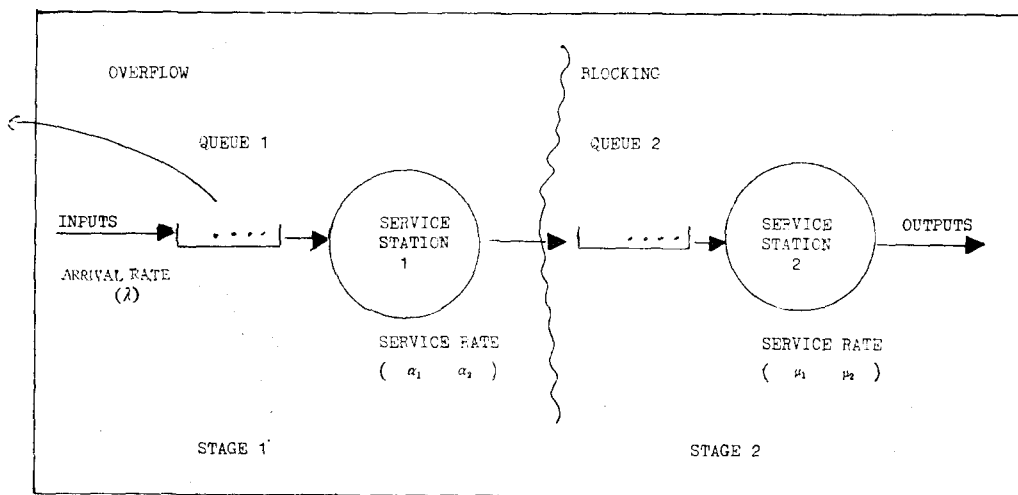 OVERFLOW
BLOCKING
QUEUE 1
QUEUE 2
INPUTS
SERVICE
STATION
1
SERVICE
STATION
2
OUTPUTS
ARRIVAL RATE
(λ)
SERVICE RATE
( α₁ α₂ )
SERVICE RATE
( μ₁ μ₂ )
STAGE 1
STAGE 2